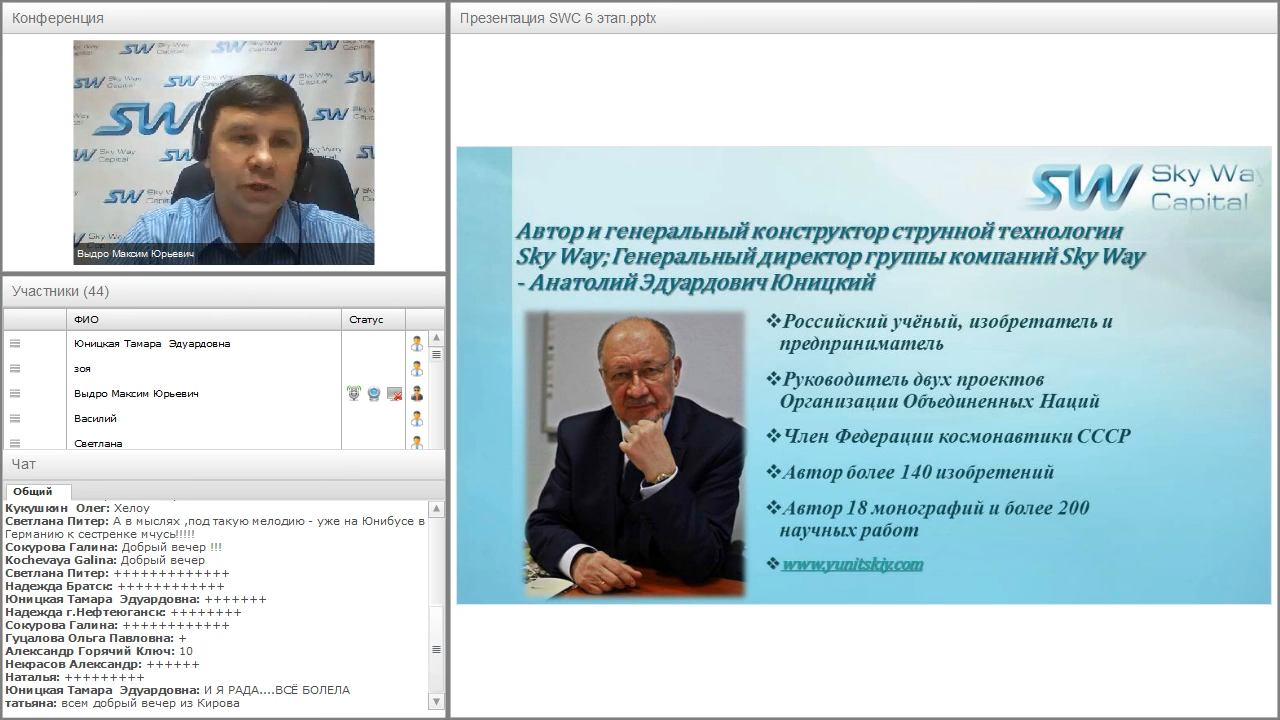 Конференция
Sky Way
Capital
SW
Выдро Максим Юрьевич
Участники (44)
ФИО
Статус
Юницкая Тамара Эдуардовна
зоя
Выдро Максим Юрьевич
Василий
Светлана
Чат
Общий
Кукушкин Олег: Хелоу
Светлана Питер: А в мыслях ,под такую мелодию - уже на Юнибусе в
Германию к сестренке мчусь!!!!!
Сокурова Галина: Добрый вечер !!!
Kochevaya Galina: Добрый вечер
Светлана Питер: +++++++++++++
Надежда Братск: ++++++++++++
Юницкая Тамара Эдуардовна: +++++++
Надежда г.Нефтеюганск: ++++++++
Сокурова Галина: ++++++++++++
Гуцалова Ольга Павловна: +
Александр Горячий Ключ: 10
Некрасов Александр: ++++++
Наталья: +++++++++
Юницкая Тамара Эдуардовна: И Я РАДА....ВСЁ БОЛЕЛА
татьяна: всем добрый вечер из Кирова
Презентация SWC 6 этап.pptx
SW Sky Way
Capital
Автор и генеральный конструктор струнной технологии
Sky Way; Генеральный директор группы компаний Sky Way
- Анатолий Эдуардович Юницкий
❖Российский учёный, изобретатель и
предприниматель
❖Руководитель двух проектов
Организации Объединенных Наций
❖Член Федерации космонавтики СССР
❖Автор более 140 изобретений
❖Автор 18 монографий и более 200
научных работ
❖www.yunitskiy.com